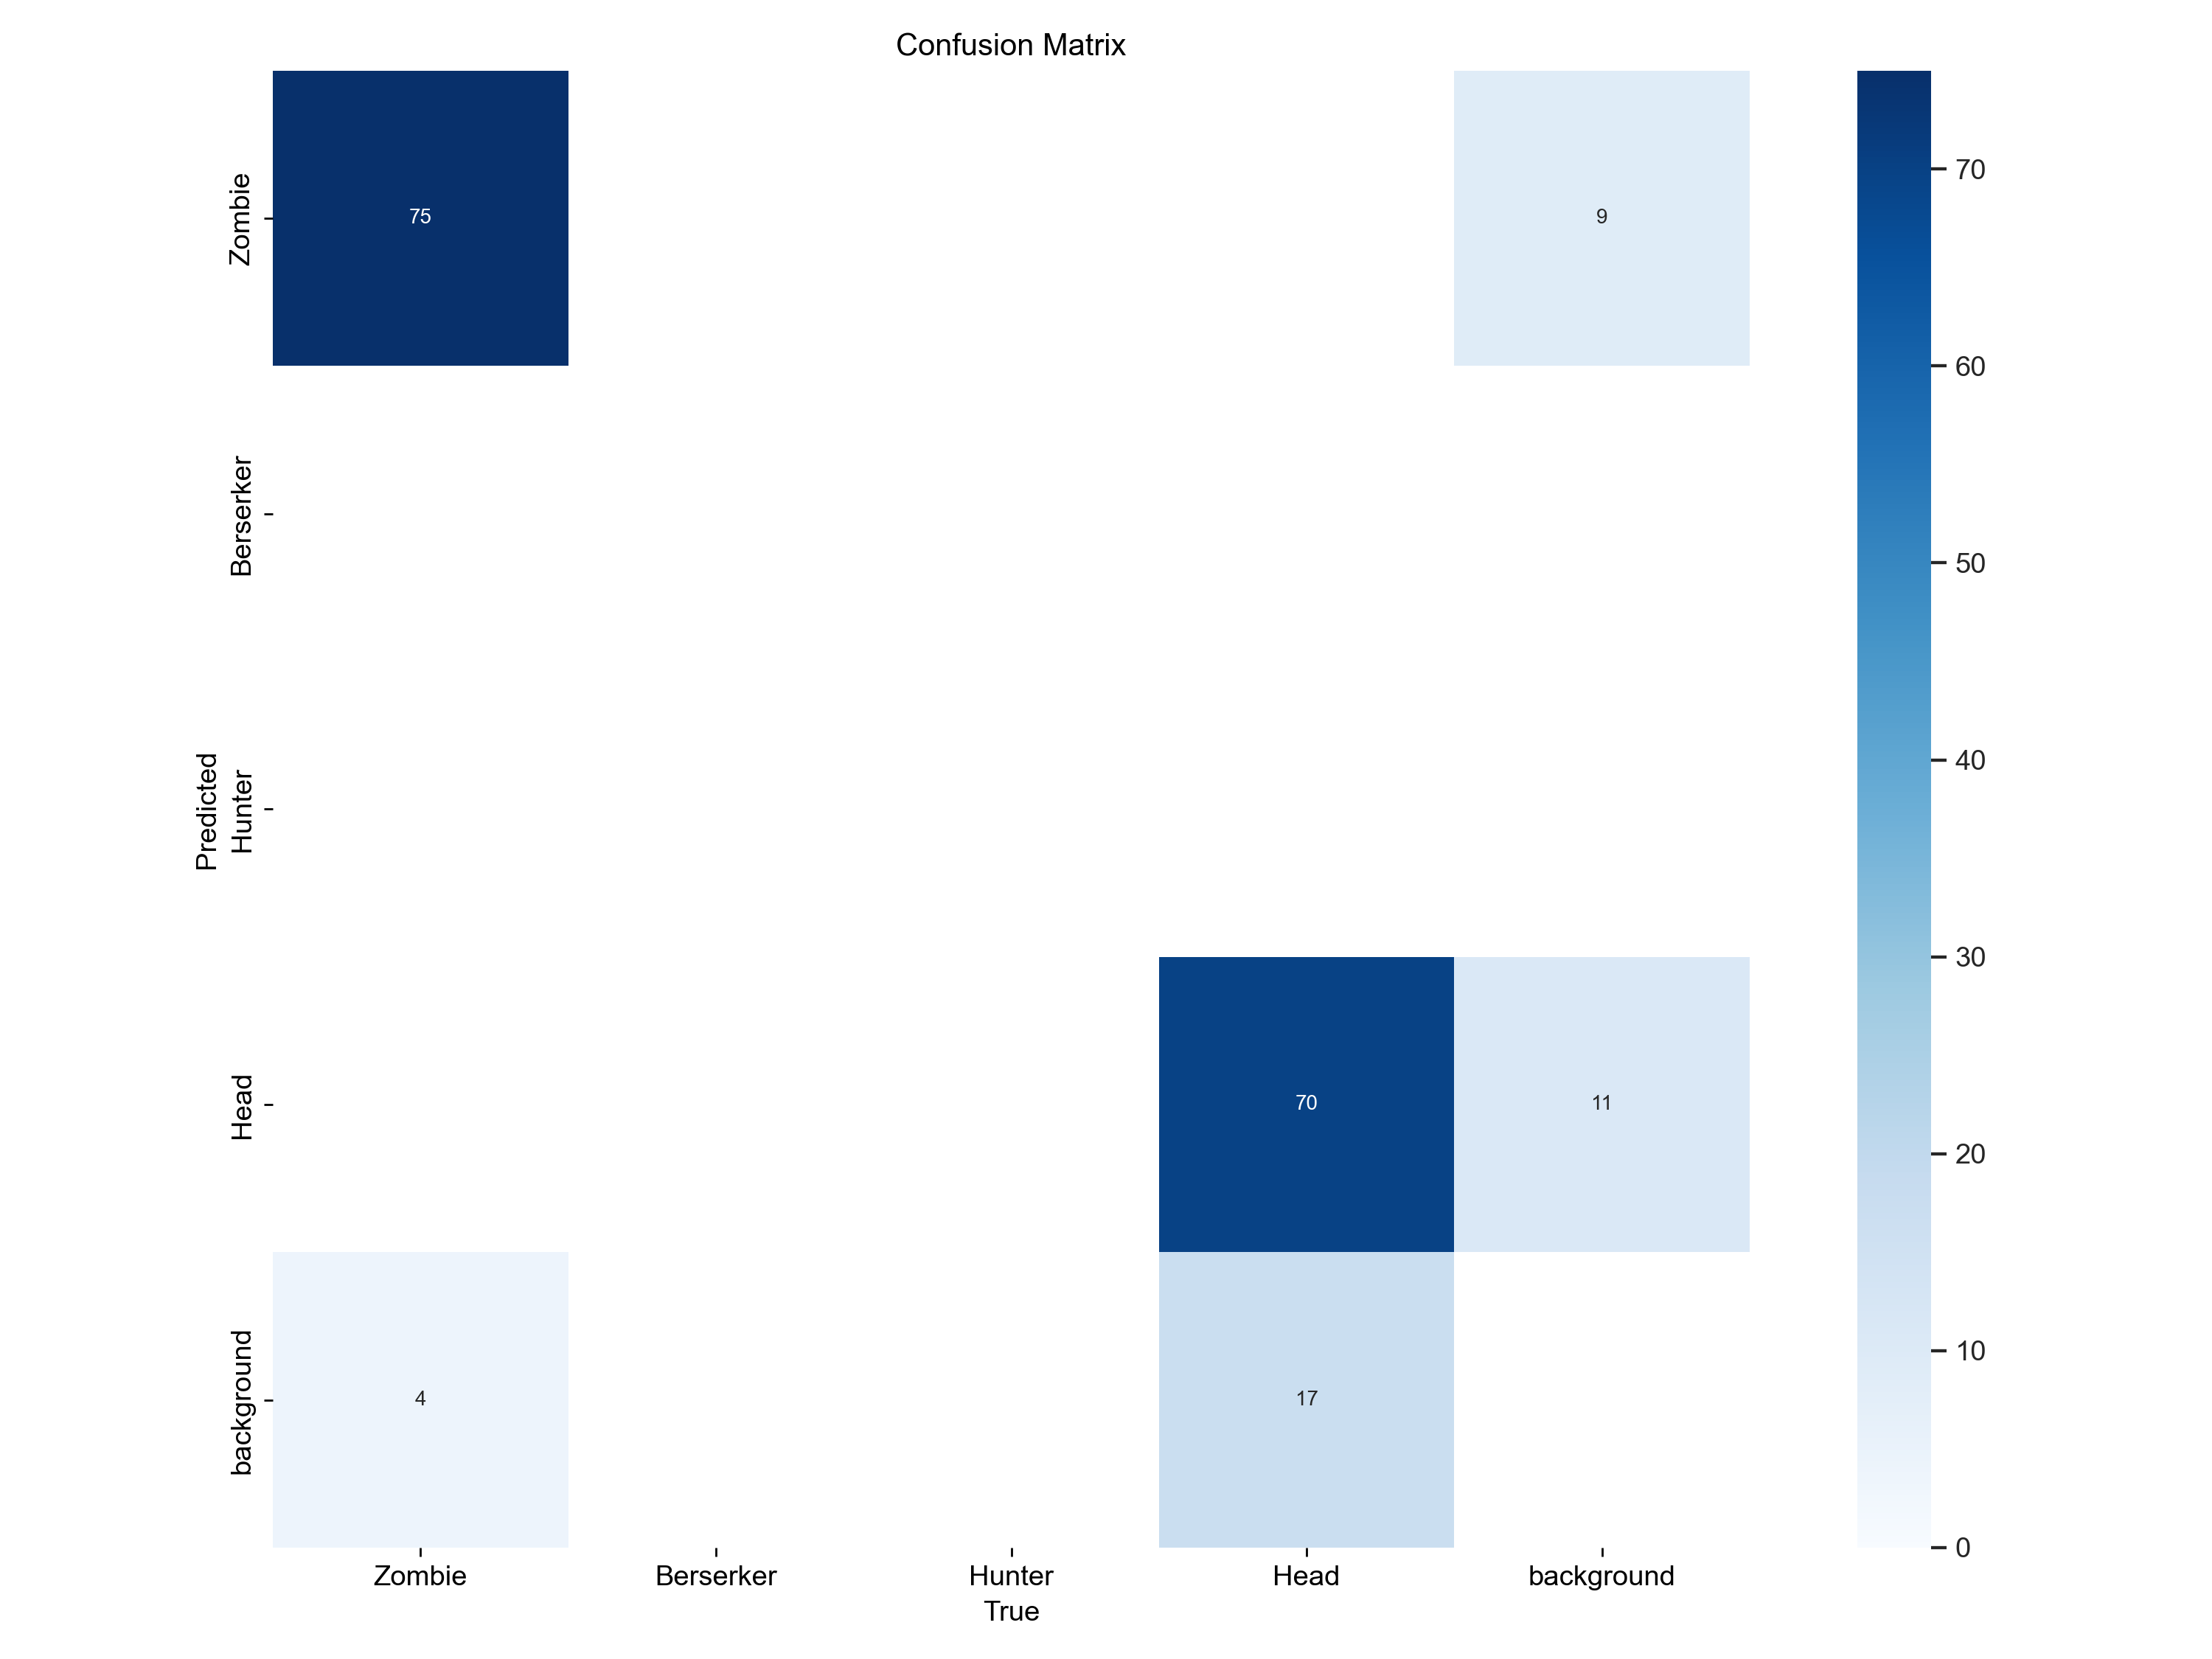 Confusion Matrix
75
9
70
11
4
17
Zombie
Berserker
Hunter
Head
background
Predicted
Zombie
Berserker
Hunter
Head
background
True
70
60
50
40
30
20
10
0